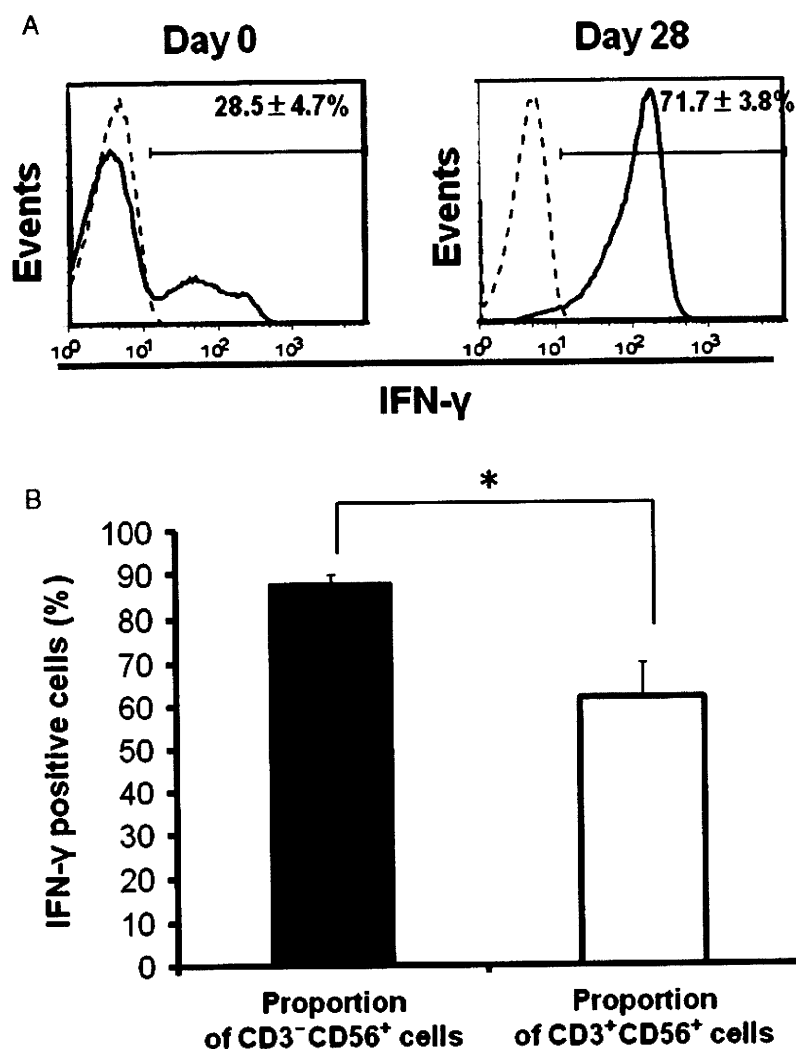 A
Day 0
Day 28
28.5 ± 4.7%
71.7 ± 3.8%
Events
Events
10⁰ 10¹ 10² 10³
10⁰ 10¹ 10² 10³
IFN-γ
B
*
IFN-γ positive cells (%)
100
90
80
70
60
50
40
30
20
10
0
Proportion
of CD3⁻CD56⁺ cells
Proportion
of CD3⁺CD56⁺ cells